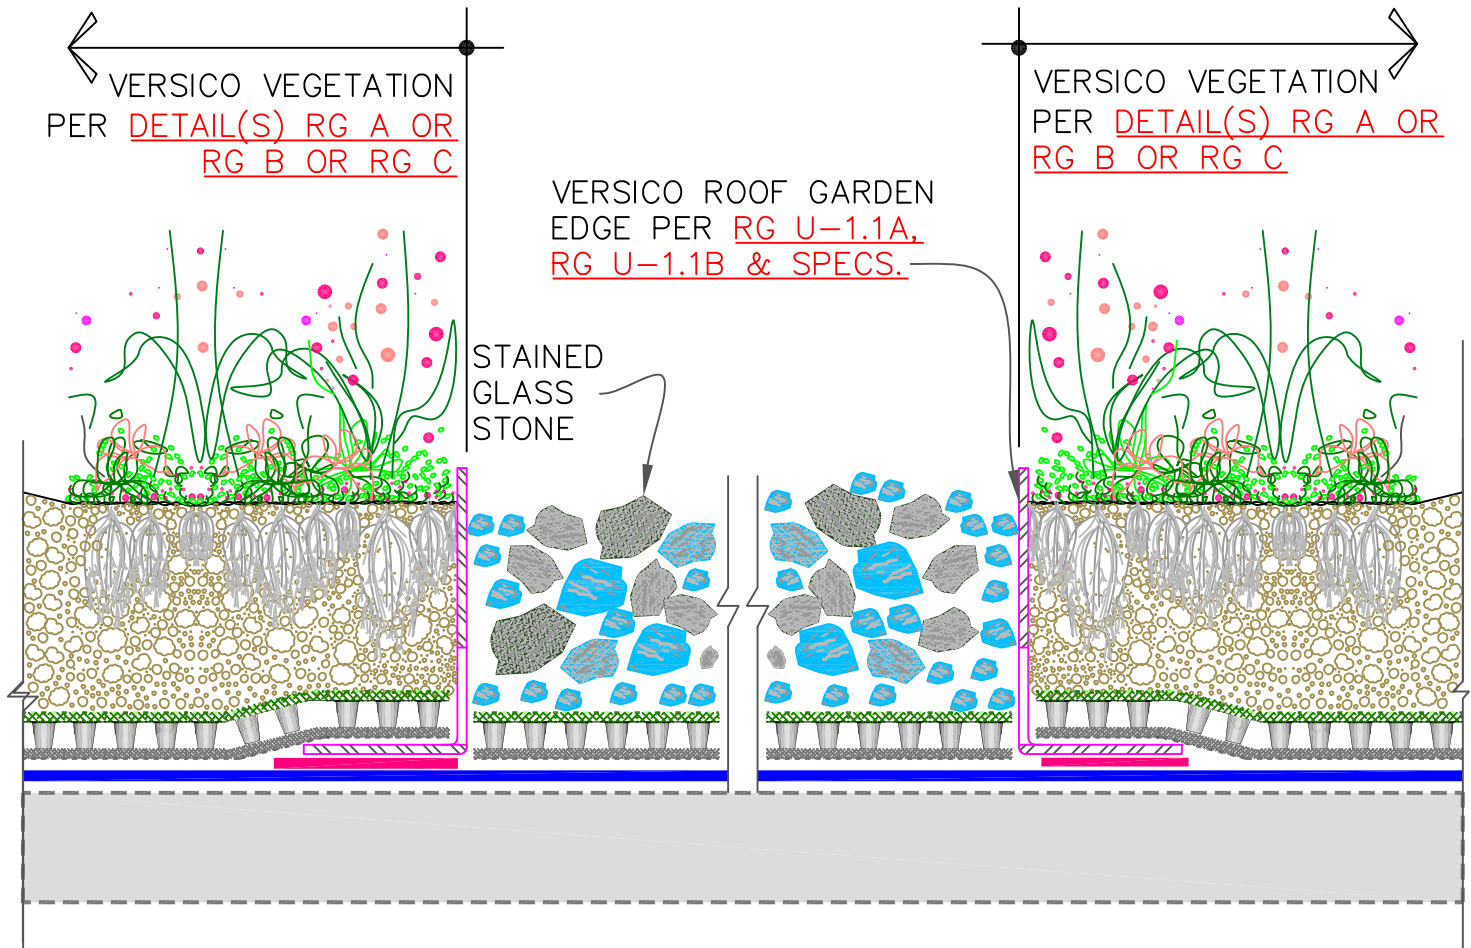 VERSICO VEGETATION
PER DETAIL(S) RG A OR
RG B OR RG C
VERSICO VEGETATION
PER DETAIL(S) RG A OR
RG B OR RG C
VERSICO ROOF GARDEN
EDGE PER RG U-1.1A,
RG U-1.1B & SPECS.
STAINED
GLASS
STONE